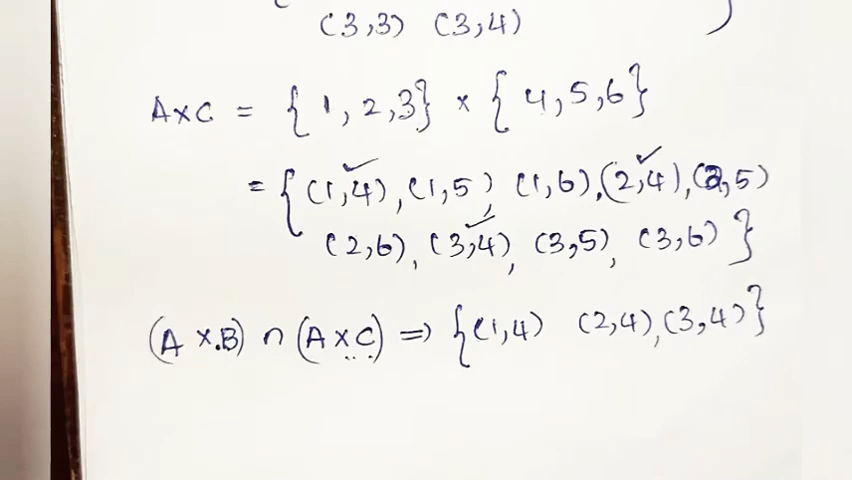 (3,3) (3,4)
A×C = {1, 2,3} × {4,5,6}
= {(1,4), (1,5), (1,6), (2,4), (2,5)
(2,6), (3,4), (3,5), (3,6)}
(A × B) ∩ (A × C) ⇒ {(1,4) (2,4), (3,4)}